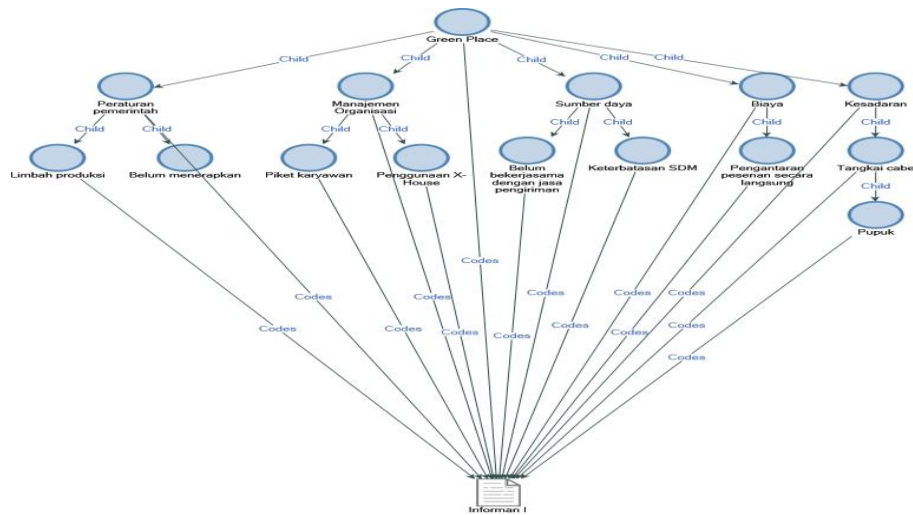 Green Place
Child
Child
Child
Child
Child
Peraturan
pemerintah
Manajemen
Organisasi
Sumber daya
Biaya
Kesadaran
Child
Child
Child
Child
Child
Child
Child
Child
Limbah produksi
Belum menerapkan
Piket karyawan
Penggunaan X-
House
Belum
bekerjasama
dengan jasa
pengiriman
Keterbatasan SDM
Pengantaran
pesenan secara
langsung
Tangkai cabe
Child
Pupuk
Codes
Codes
Codes
Codes
Codes
Codes
Codes
Codes
Codes
Codes
Codes
Codes
Codes
Codes
Informan I